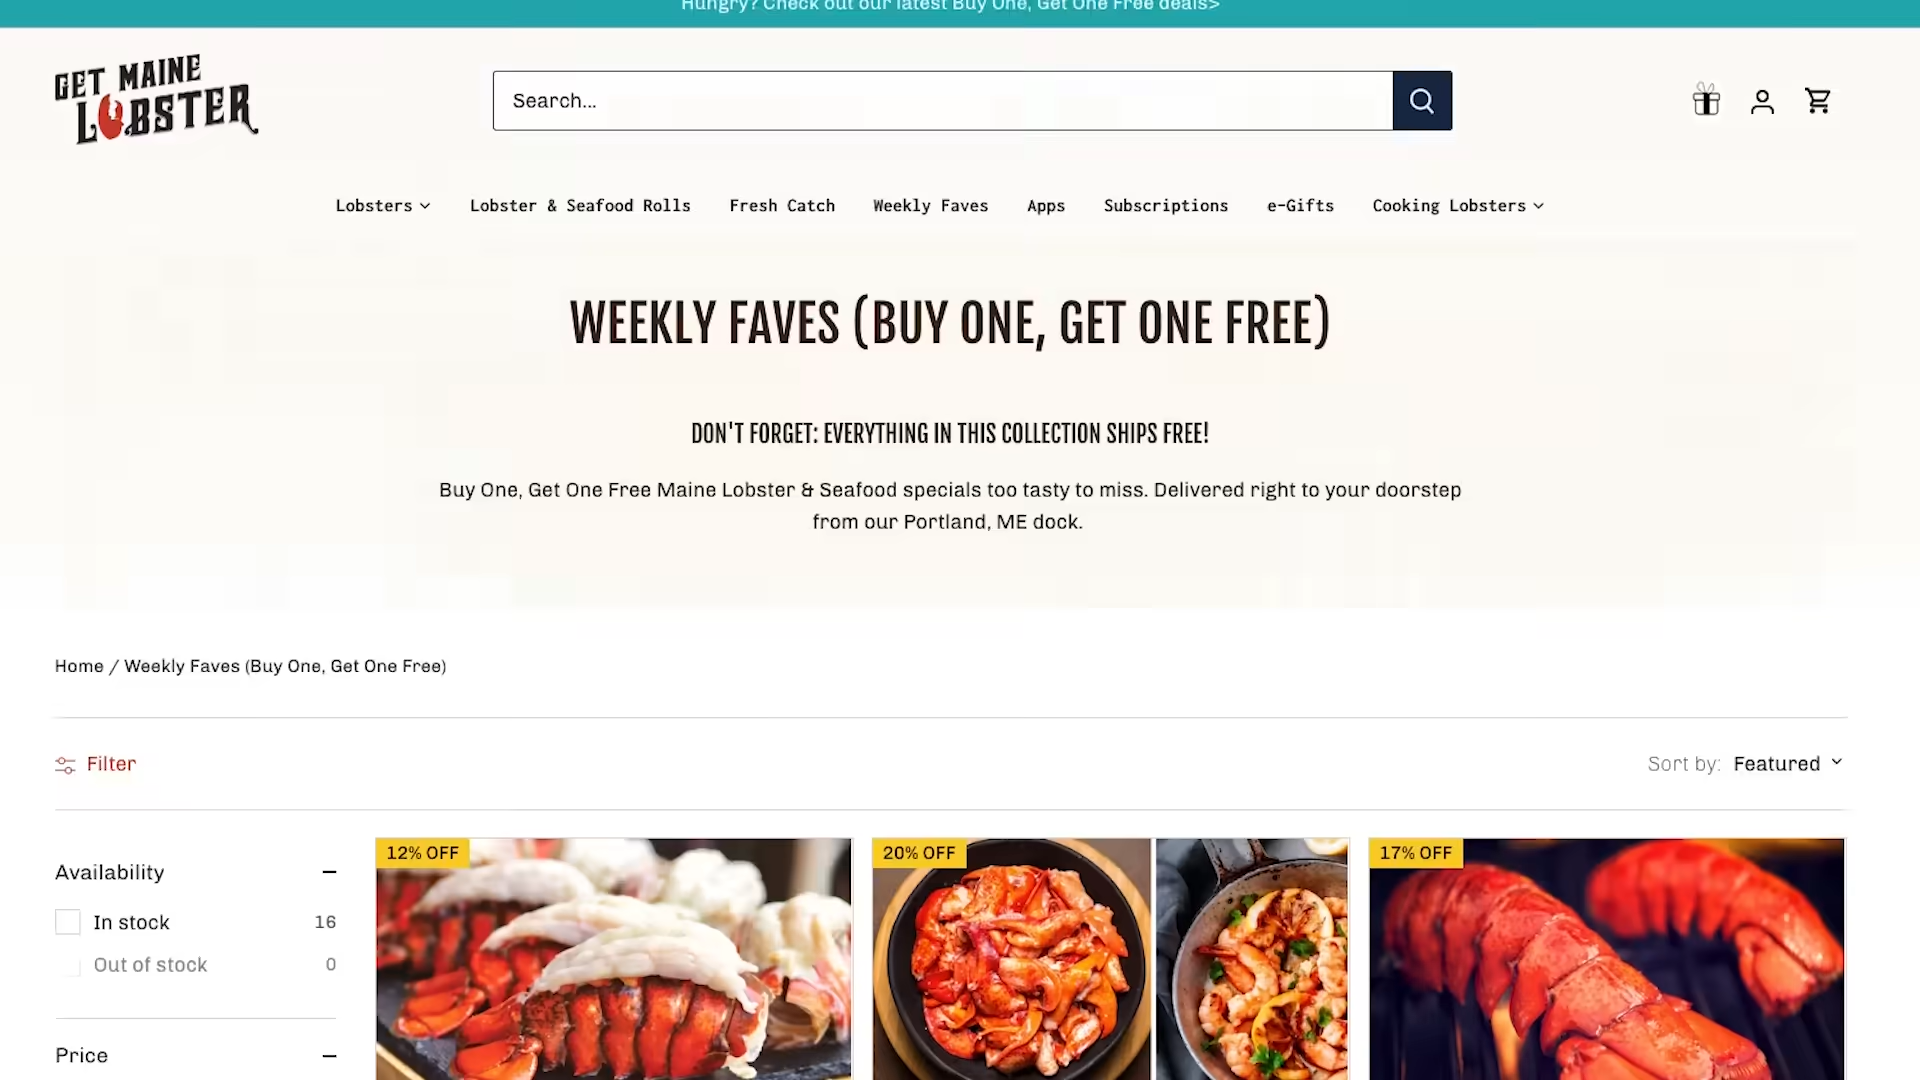 Hungry? Check out our latest Buy One, Get One Free deals>
GET MAINE
LOBSTER
Search...
Lobsters
Lobster & Seafood Rolls
Fresh Catch
Weekly Faves
Apps
Subscriptions
e-Gifts
Cooking Lobsters
WEEKLY FAVES (BUY ONE, GET ONE FREE)
DON'T FORGET: EVERYTHING IN THIS COLLECTION SHIPS FREE!
Buy One, Get One Free Maine Lobster & Seafood specials too tasty to miss. Delivered right to your doorstep
from our Portland, ME dock.
Home / Weekly Faves (Buy One, Get One Free)
Filter
Sort by: Featured
Availability
In stock 16
Out of stock 0
Price
12% OFF
20% OFF
17% OFF